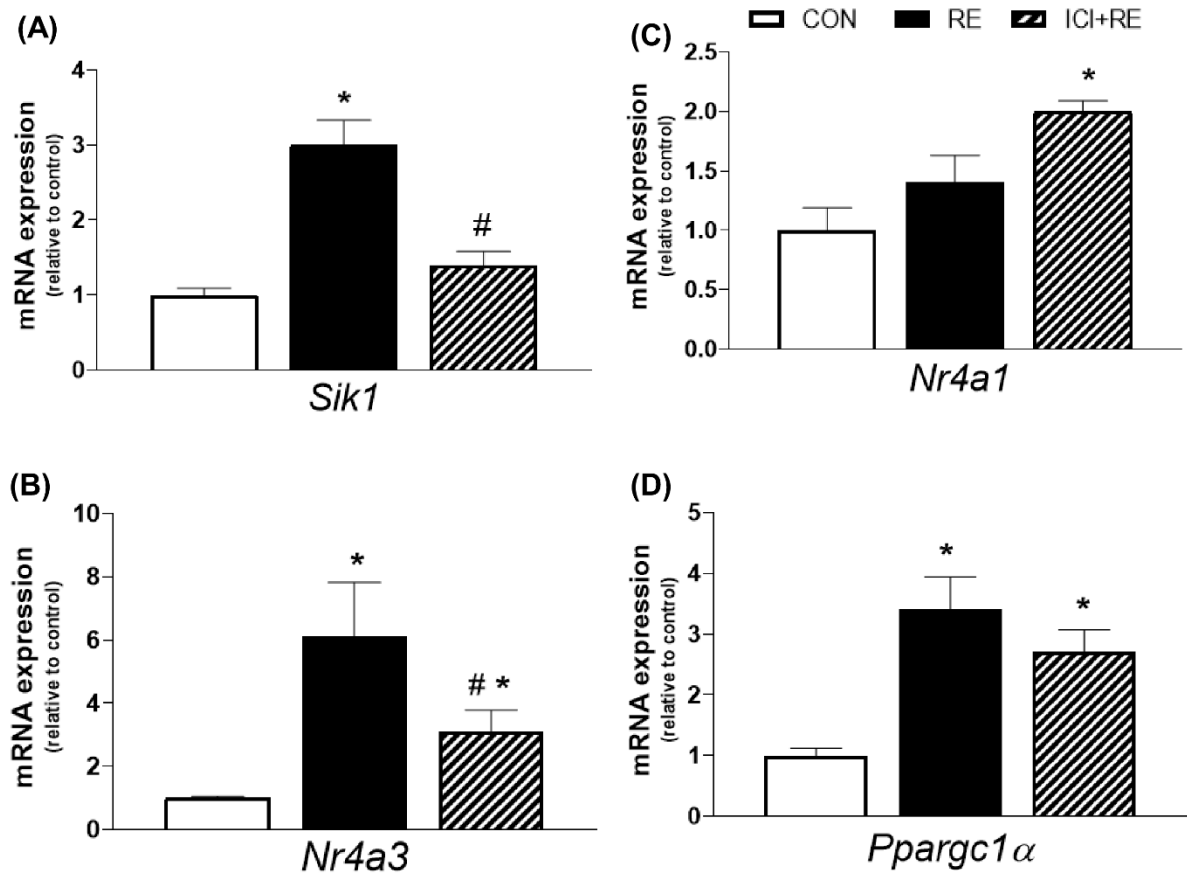 (A)
mRNA expression
(relative to control)
4
3
2
1
0
*
#
Sik1
CON RE ICI+RE
(C)
mRNA expression
(relative to control)
2.5
2.0
1.5
1.0
0.5
0.0
*
Nr4a1
(B)
mRNA expression
(relative to control)
10
8
6
4
2
0
*
# *
Nr4a3
(D)
mRNA expression
(relative to control)
5
4
3
2
1
0
*
*
Ppargc1α